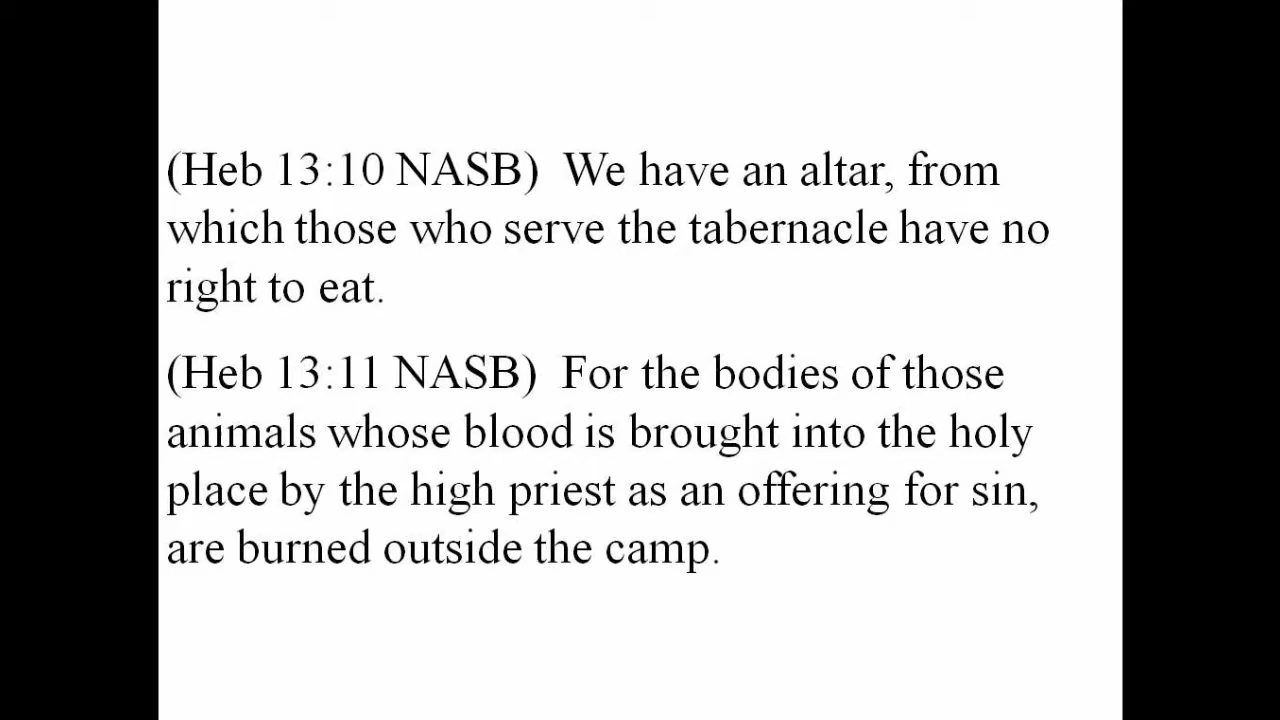 (Heb 13:10 NASB)  We have an altar, from
which those who serve the tabernacle have no
right to eat.
(Heb 13:11 NASB)  For the bodies of those
animals whose blood is brought into the holy
place by the high priest as an offering for sin,
are burned outside the camp.